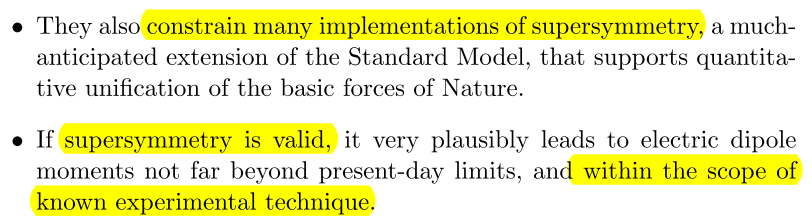 • They also constrain many implementations of supersymmetry, a much-
anticipated extension of the Standard Model, that supports quantita-
tive unification of the basic forces of Nature.
• If supersymmetry is valid, it very plausibly leads to electric dipole
moments not far beyond present-day limits, and within the scope of
known experimental technique.